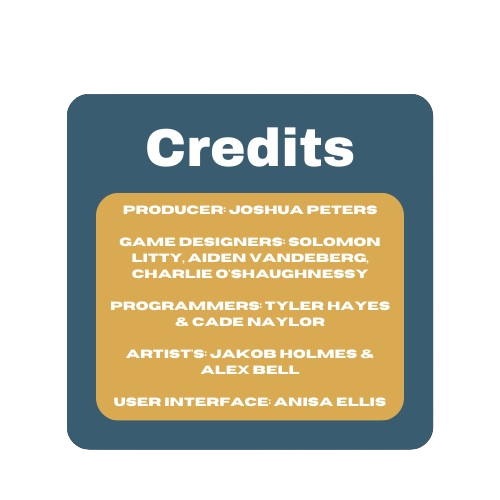 Credits
PRODUCER: JOSHUA PETERS
GAME DESIGNERS: SOLOMON
LITTY, AIDEN VANDEBERG,
CHARLIE O'SHAUGHNESSY
PROGRAMMERS: TYLER HAYES
& CADE NAYLOR
ARTIST'S: JAKOB HOLMES &
ALEX BELL
USER INTERFACE: ANISA ELLIS